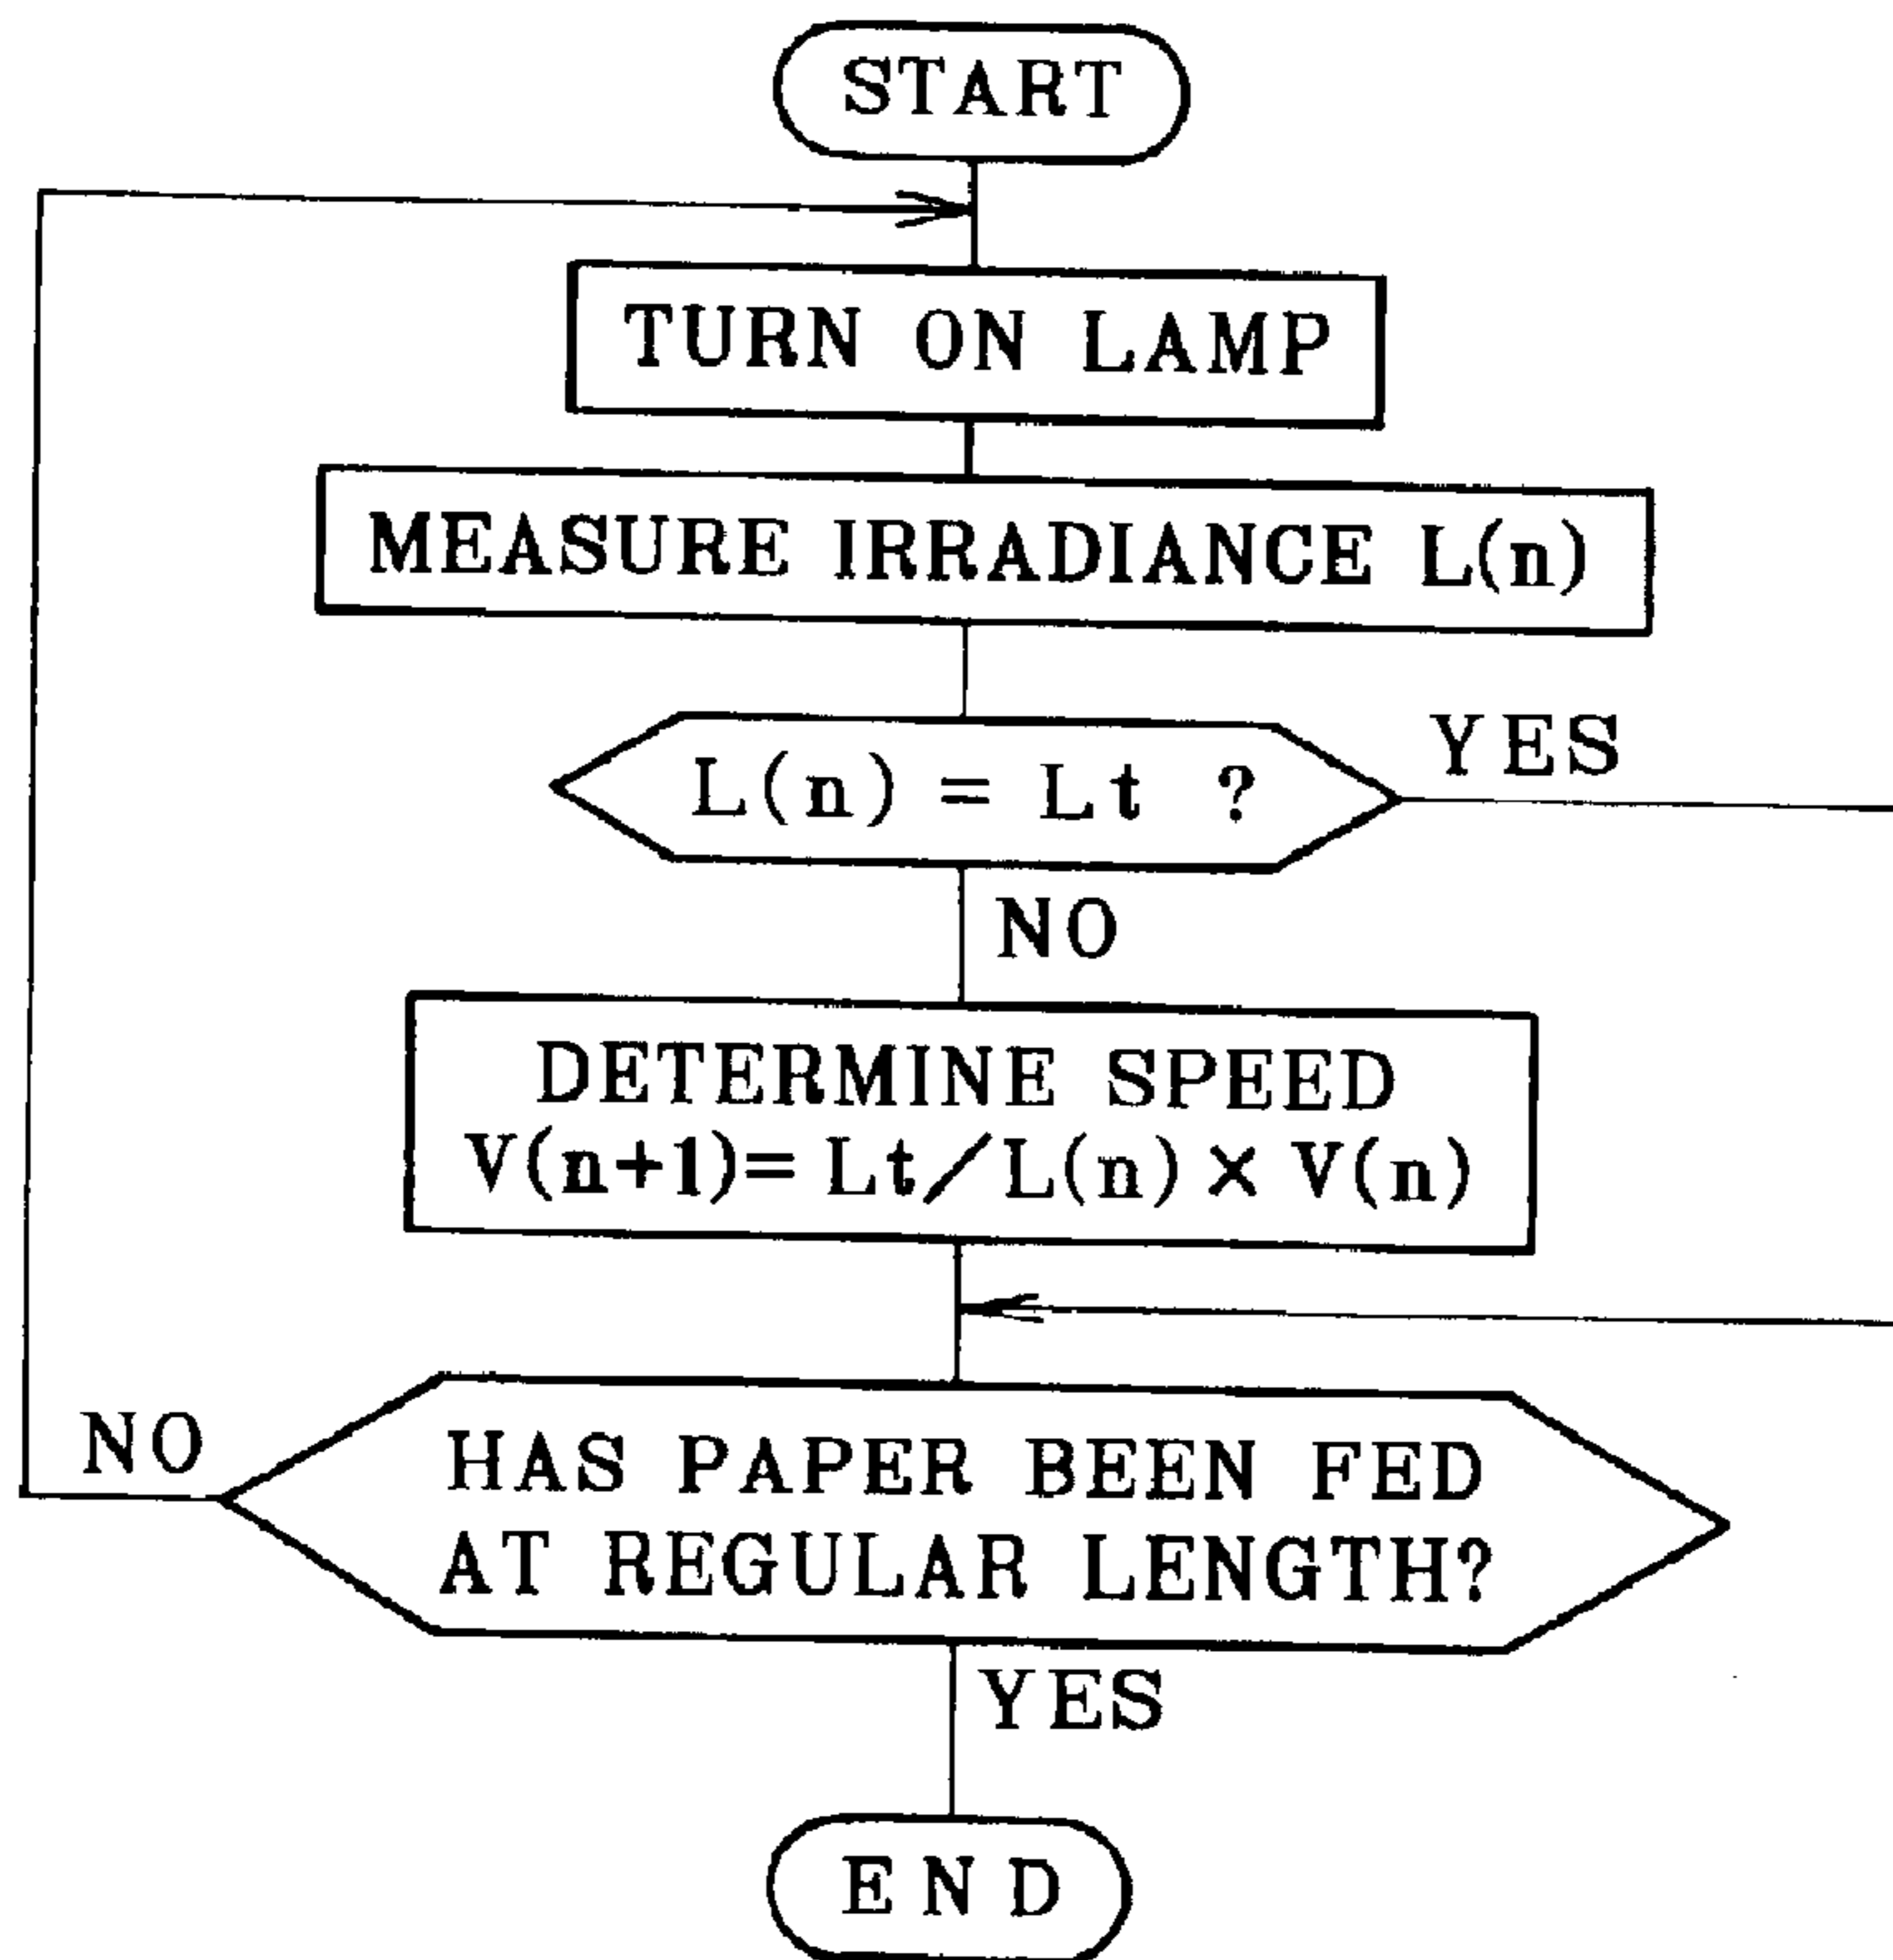 START
TURN ON LAMP
MEASURE IRRADIANCE L(n)
L(n) = Lt ?
YES
NO
DETERMINE SPEED
V(n+1)= Lt/L(n) × V(n)
NO
HAS PAPER BEEN FED
AT REGULAR LENGTH?
YES
END